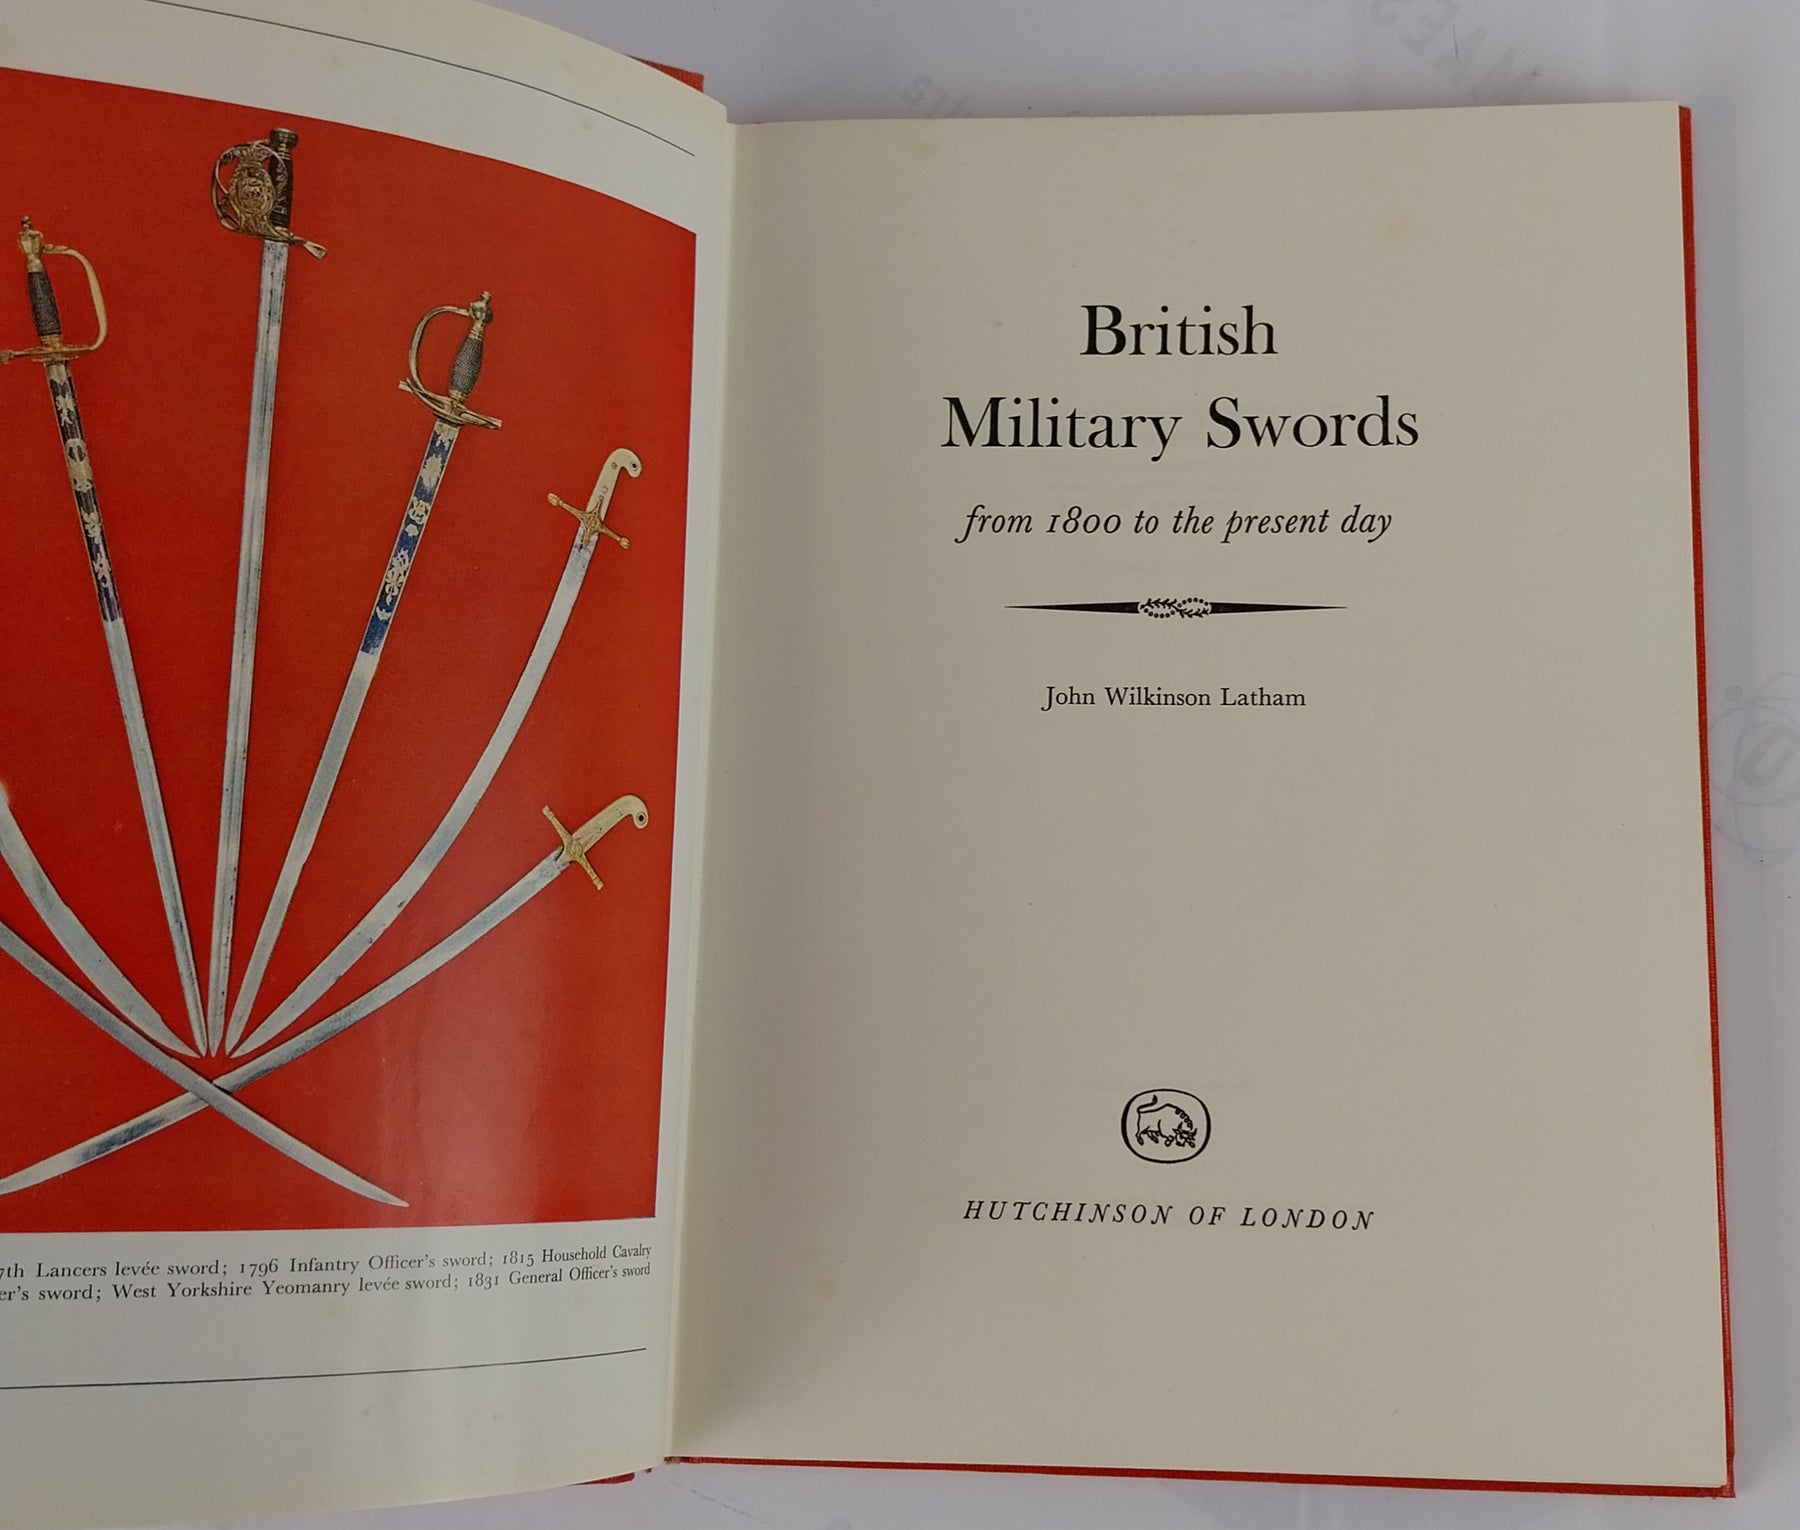 7th Lancers levée sword; 1796 Infantry Officer's sword; 1815 Household Cavalry
er's sword; West Yorkshire Yeomanry levée sword; 1831 General Officer's sword
British
Military Swords
from 1800 to the present day
John Wilkinson Latham
HUTCHINSON OF LONDON